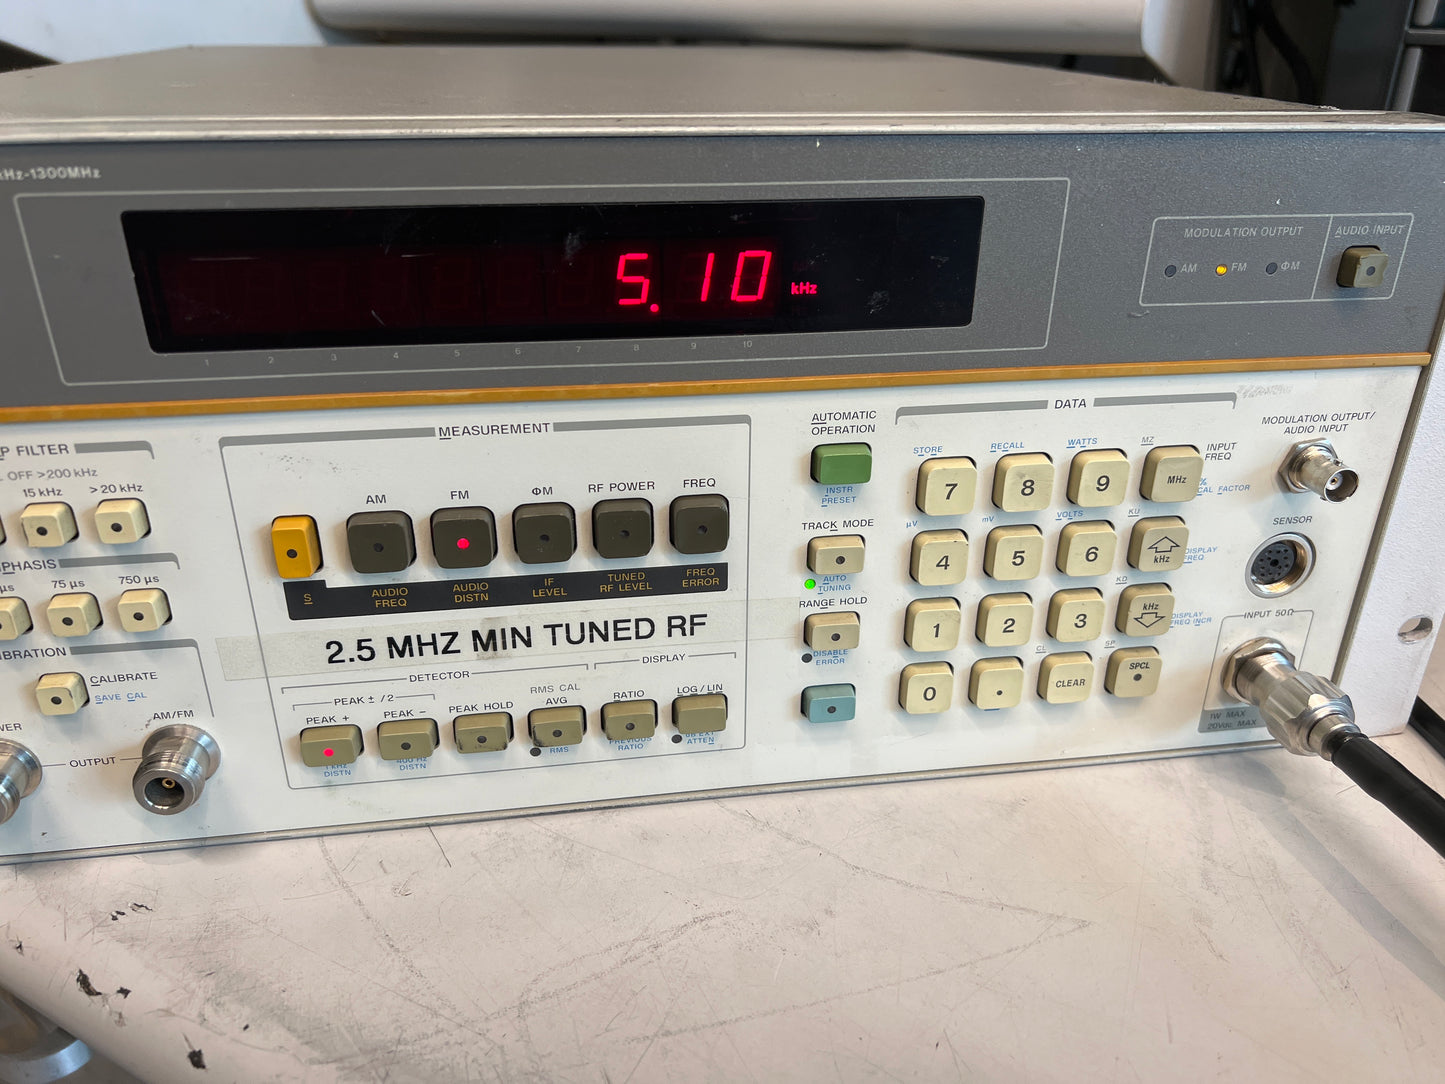 kHz-1300MHz
5.10 kHz
1 2 3 4 5 6 7 8 9 10
MODULATION OUTPUT
AM FM ΦM
AUDIO INPUT
P FILTER
OFF >200 kHz
15 kHz >20 kHz
PHASIS
µs 75 µs 750 µs
BRATION
CALIBRATE
SAVE CAL
AM/FM
OUTPUT
MEASUREMENT
AM FM ΦM RF POWER FREQ
S
AUDIO FREQ
AUDIO DISTN
IF LEVEL
TUNED RF LEVEL
FREQ ERROR
2.5 MHZ MIN TUNED RF
DETECTOR
DISPLAY
PEAK ± /2
PEAK +
PEAK −
PEAK HOLD
RMS CAL
AVG
RATIO
LOG/LIN
1 kHz DISTN
400 Hz DISTN
RMS
PREVIOUS RATIO
dB EXT ATTEN
AUTOMATIC OPERATION
INSTR PRESET
TRACK MODE
AUTO TUNING
RANGE HOLD
DISABLE ERROR
DATA
STORE
RECALL
WATTS
MZ
INPUT FREQ
7 8 9 MHz
%
CAL FACTOR
µV
mV
VOLTS
KU
4 5 6 kHz
DISPLAY FREQ
KD
1 2 3 kHz
DISPLAY FREQ INCR
CL
SP
0 . CLEAR SPCL
MODULATION OUTPUT/
AUDIO INPUT
SENSOR
INPUT 50Ω
1W MAX
20Vdc MAX